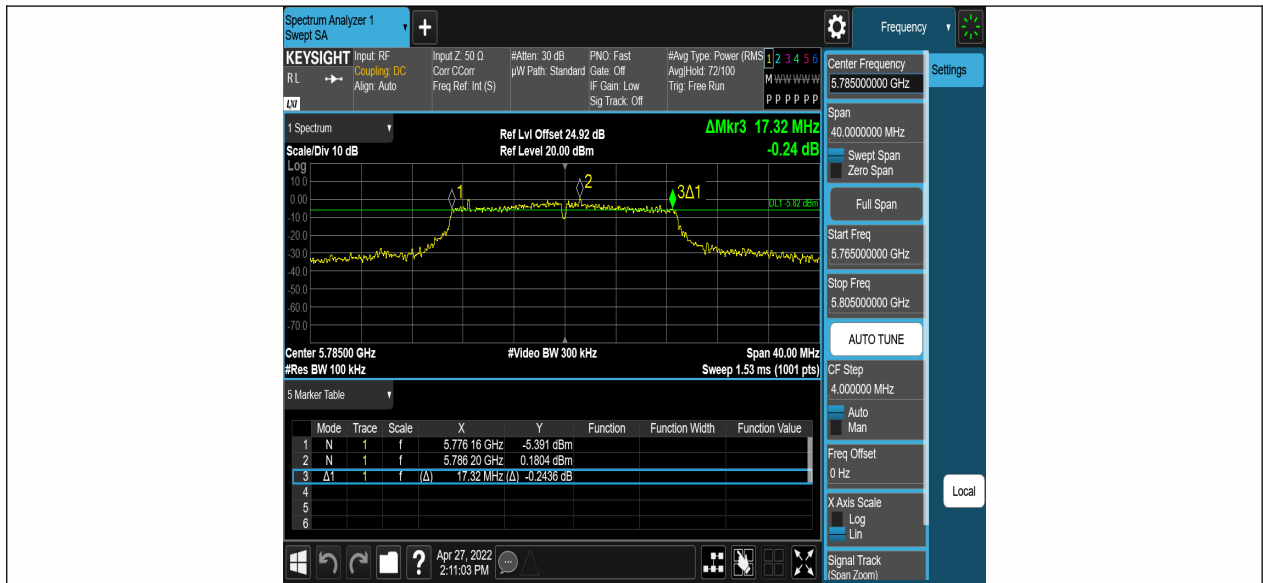 Spectrum Analyzer 1
Swept SA
+
Frequency
KEYSIGHT
RL
LXI
Input: RF
Coupling: DC
Align: Auto
Input Z: 50 Ω
Corr CCorr
Freq Ref: Int (S)
#Atten: 30 dB
µW Path: Standard
PNO: Fast
Gate: Off
IF Gain: Low
Sig Track: Off
#Avg Type: Power (RMS
Avg|Hold: 72/100
Trig: Free Run
1 2 3 4 5 6
M W W W W W
P P P P P P
1 Spectrum
Scale/Div 10 dB
Ref Lvl Offset 24.92 dB
Ref Level 20.00 dBm
ΔMkr3 17.32 MHz
-0.24 dB
Log
10.0
0.00
-10.0
-20.0
-30.0
-40.0
-50.0
-60.0
-70.0
1
2
3Δ1
DL1 -5.82 dBm
Center 5.78500 GHz
#Video BW 300 kHz
Span 40.00 MHz
#Res BW 100 kHz
Sweep 1.53 ms (1001 pts)
5 Marker Table
Mode Trace Scale X Y Function Function Width Function Value
1 N 1 f 5.776 16 GHz -5.391 dBm
2 N 1 f 5.786 20 GHz 0.1804 dBm
3 Δ1 1 f (Δ) 17.32 MHz (Δ) -0.2436 dB
4
5
6
?
Apr 27, 2022
2:11:03 PM
Center Frequency
5.785000000 GHz
Settings
Span
40.0000000 MHz
Swept Span
Zero Span
Full Span
Start Freq
5.765000000 GHz
Stop Freq
5.805000000 GHz
AUTO TUNE
CF Step
4.000000 MHz
Auto
Man
Freq Offset
0 Hz
X Axis Scale
Log
Lin
Signal Track
(Span Zoom)
Local